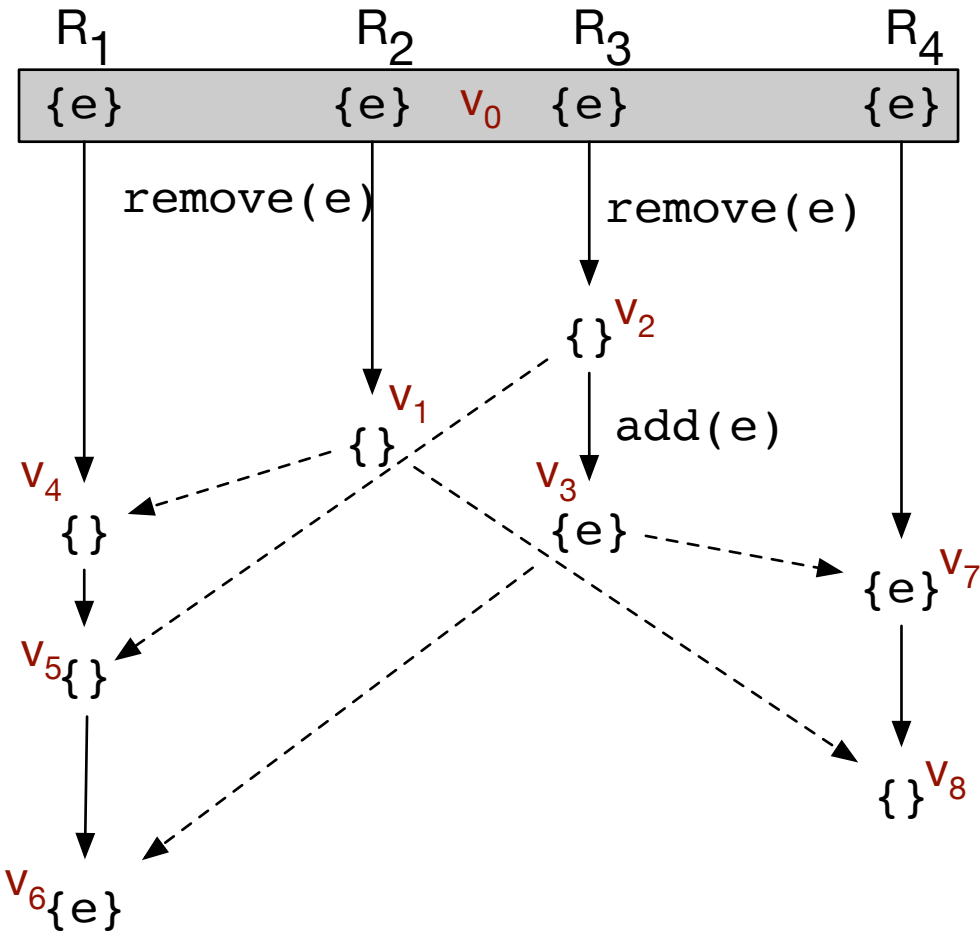 R1 R2 R3 R4
{e} {e} v0 {e} {e}
remove(e) remove(e)
{} v2
v1
{} add(e)
v4 v3
{} {e} v7
{e}
v5 {}
{} v8
v6 {e}